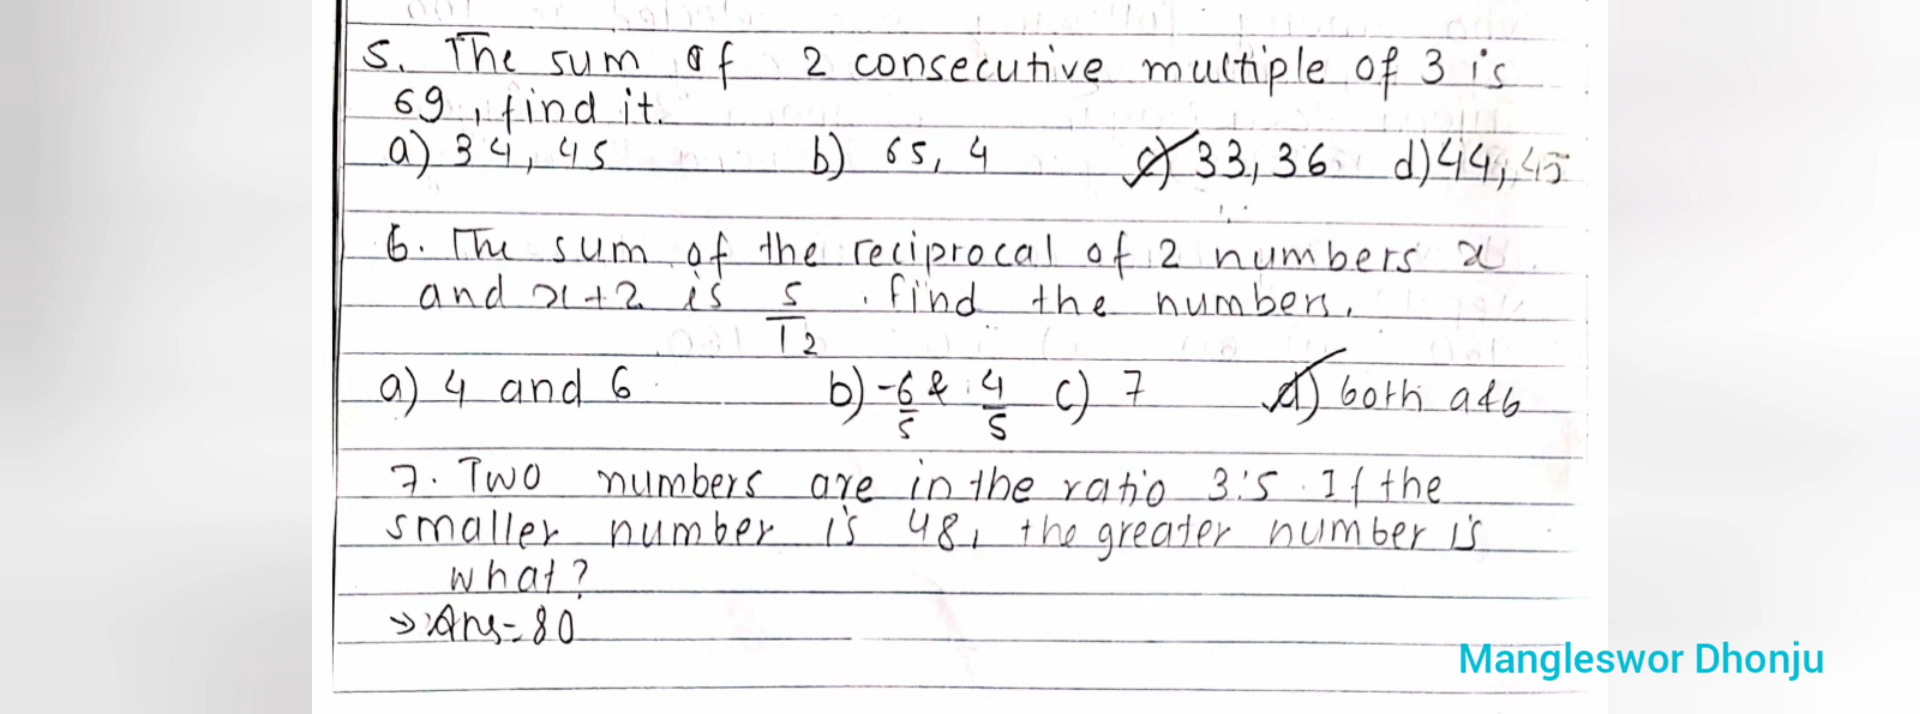 5. The sum of 2 consecutive multiple of 3 is
69, find it.
a) 34, 45 b) 65, 4 c) 33, 36 d) 44, 45
6. The sum of the reciprocal of 2 numbers x
and x+2 is 5/12. find the numbers.
a) 4 and 6 b) -6/5 & 4/5 c) 7 d) both a & b
7. Two numbers are in the ratio 3:5. If the
smaller number is 48, the greater number is
what?
→ Ans = 80
Mangleswor Dhonju